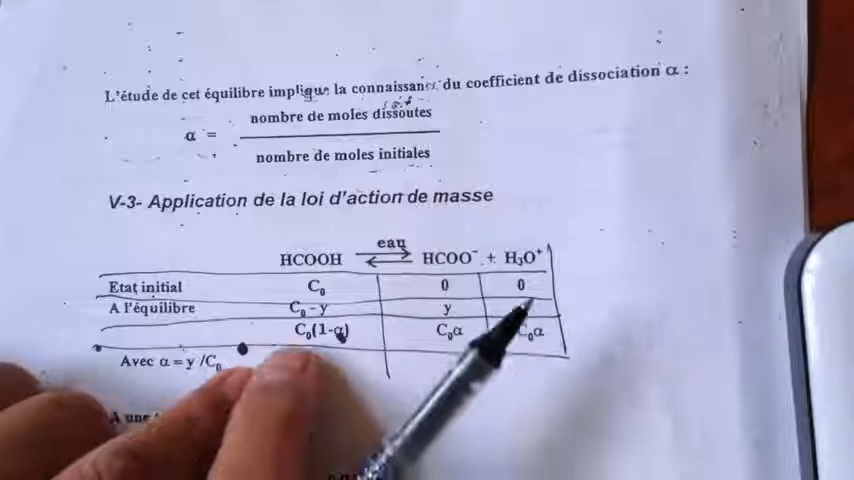 L'étude de cet équilibre implique la connaissance du coefficient de dissociation α :
nombre de moles dissoutes
α =
nombre de moles initiales
V-3- Application de la loi d'action de masse
eau
HCOOH ⇌ HCOO⁻ + H₃O⁺
Etat initial C₀ 0 0
A l'équilibre C₀ - y y
C₀(1-α) C₀α C₀α
Avec α = y /C₀
A une